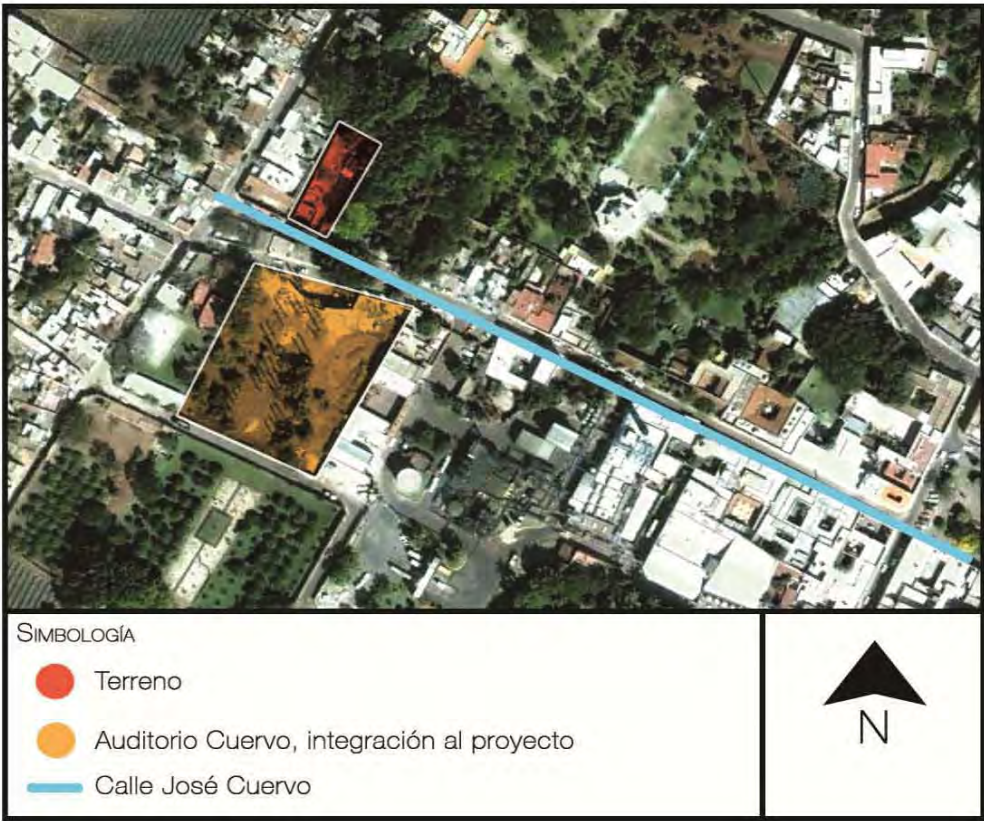 SIMBOLOGÍA
Terreno
Auditorio Cuervo, integración al proyecto
Calle José Cuervo
N